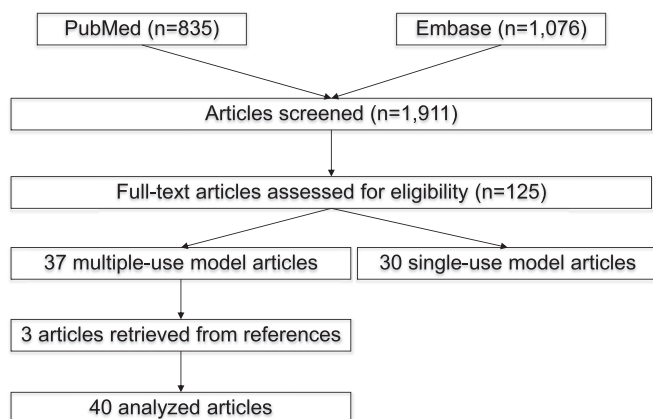 PubMed (n=835)
Embase (n=1,076)
Articles screened (n=1,911)
Full-text articles assessed for eligibility (n=125)
37 multiple-use model articles
30 single-use model articles
3 articles retrieved from references
40 analyzed articles